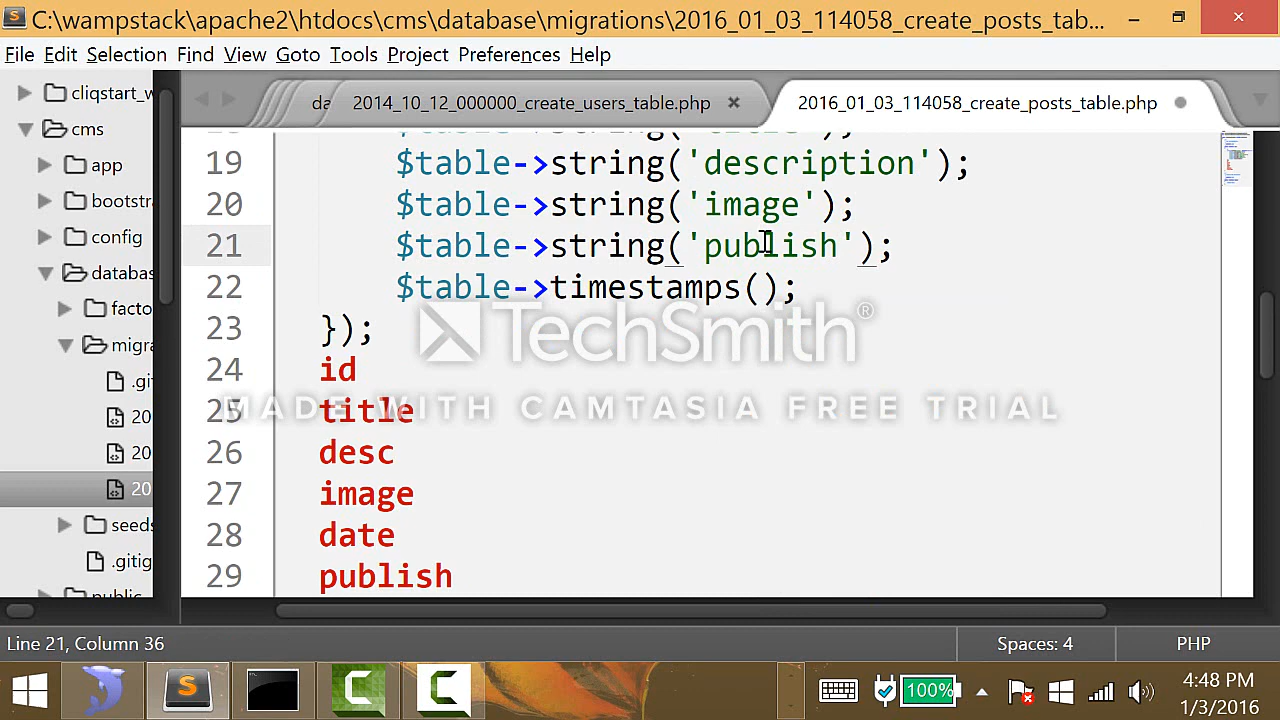 C:\wampstack\apache2\htdocs\cms\database\migrations\2016_01_03_114058_create_posts_tab...
File Edit Selection Find View Goto Tools Project Preferences Help
da 2014_10_12_000000_create_users_table.php 2016_01_03_114058_create_posts_table.php
cliqstart_w
cms
app
bootstra
config
databas
facto
migra
.gi
20
20
20
seeds
.gitig
public
19 $table->string('description');
20 $table->string('image');
21 $table->string('publish');
22 $table->timestamps();
23 });
24 id
25 title
26 desc
27 image
28 date
29 publish
TechSmith®
MADE WITH CAMTASIA FREE TRIAL
Line 21, Column 36 Spaces: 4 PHP
100% 4:48 PM
1/3/2016